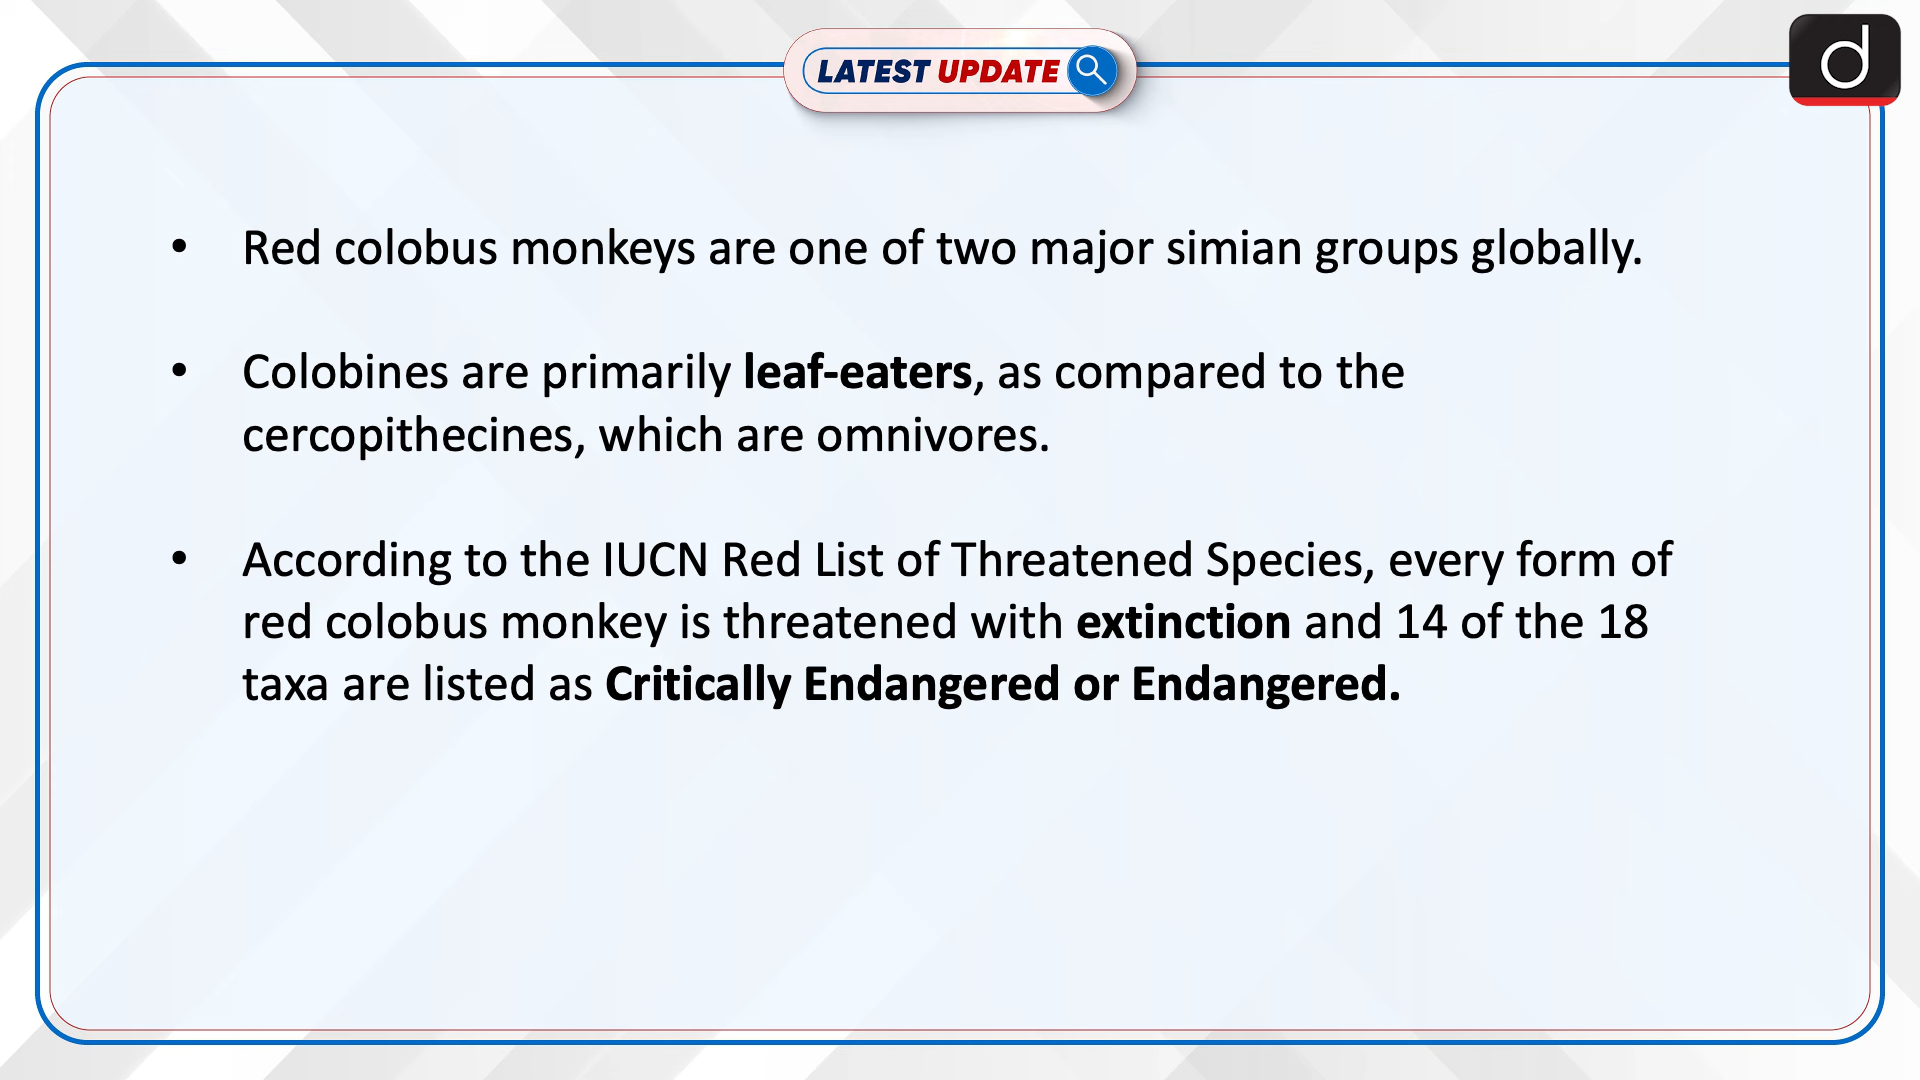 LATEST UPDATE
d
• Red colobus monkeys are one of two major simian groups globally.
• Colobines are primarily leaf-eaters, as compared to the
cercopithecines, which are omnivores.
• According to the IUCN Red List of Threatened Species, every form of
red colobus monkey is threatened with extinction and 14 of the 18
taxa are listed as Critically Endangered or Endangered.